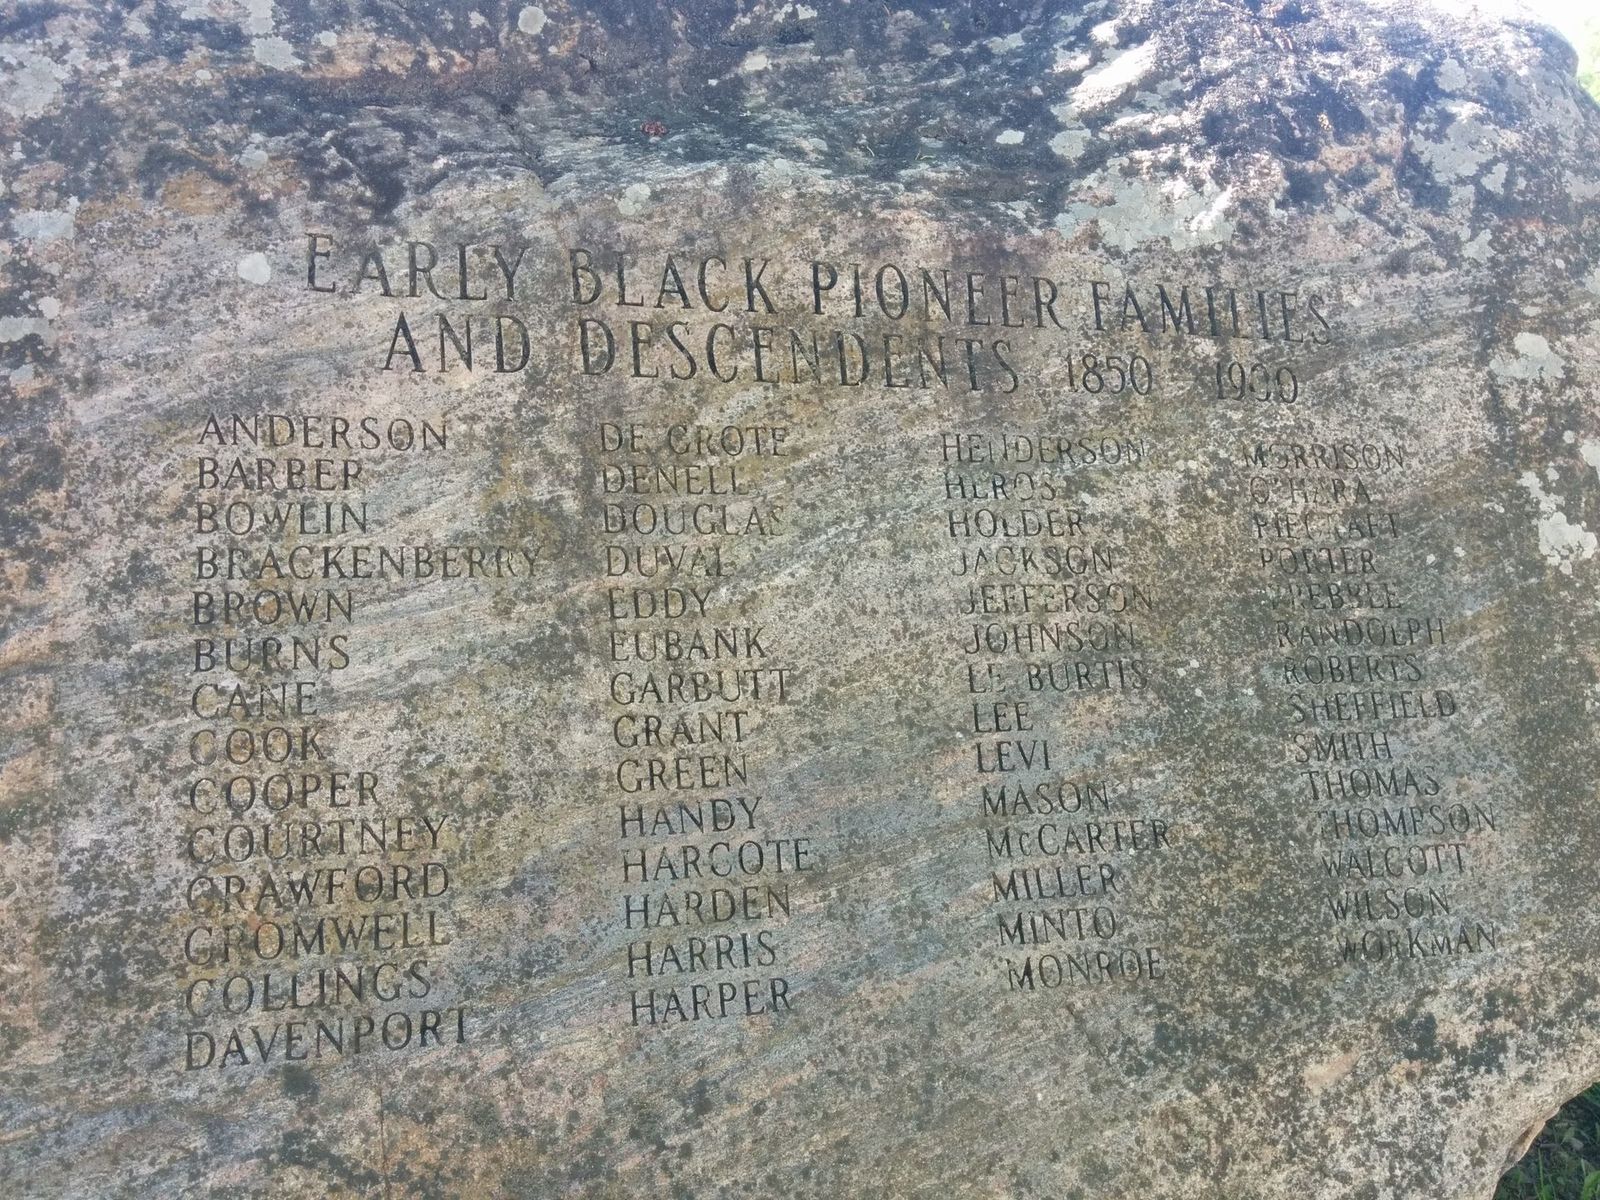 EARLY BLACK PIONEER FAMILIES
AND DESCENDENTS 1850 1900
ANDERSON
BARBER
BOWLIN
BRACKENBERRY
BROWN
BURNS
CANE
COOK
COOPER
COURTNEY
CRAWFORD
CROMWELL
COLLINGS
DAVENPORT
DE GROTE
DENELL
DOUGLAS
DUVAL
EDDY
EUBANK
GARBUTT
GRANT
GREEN
HANDY
HARCOTE
HARDEN
HARRIS
HARPER
HENDERSON
HEROS
HOLDER
JACKSON
JEFFERSON
JOHNSON
LE BURTIS
LEE
LEVI
MASON
McCARTER
MILLER
MINTO
MONROE
MORRISON
O'HARA
PIECRAFT
PORTER
RANDOLPH
ROBERTS
SHEFFIELD
SMITH
THOMAS
THOMPSON
WALCOTT
WILSON
WORKMAN